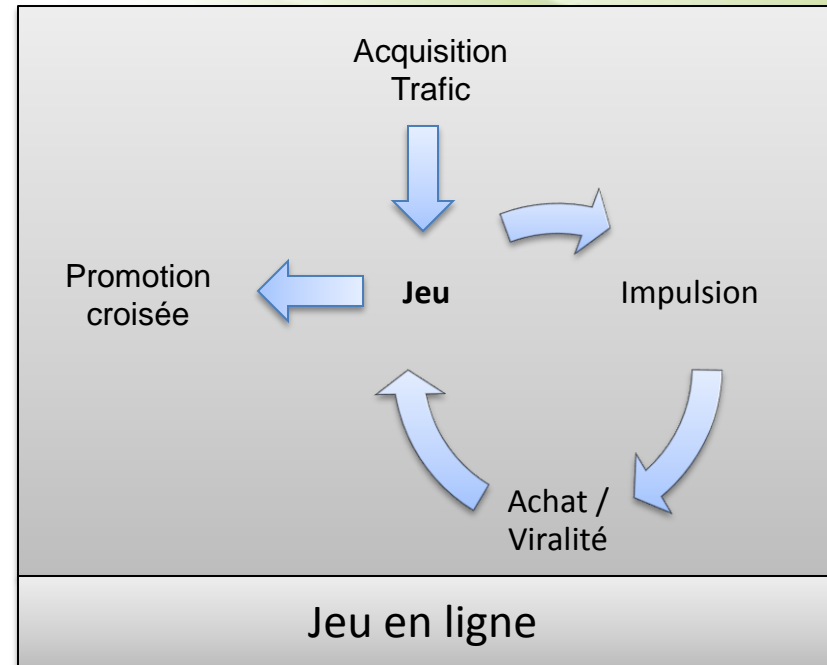 Acquisition
Trafic
Promotion
croisée
Jeu
Impulsion
Achat /
Viralité
Jeu en ligne